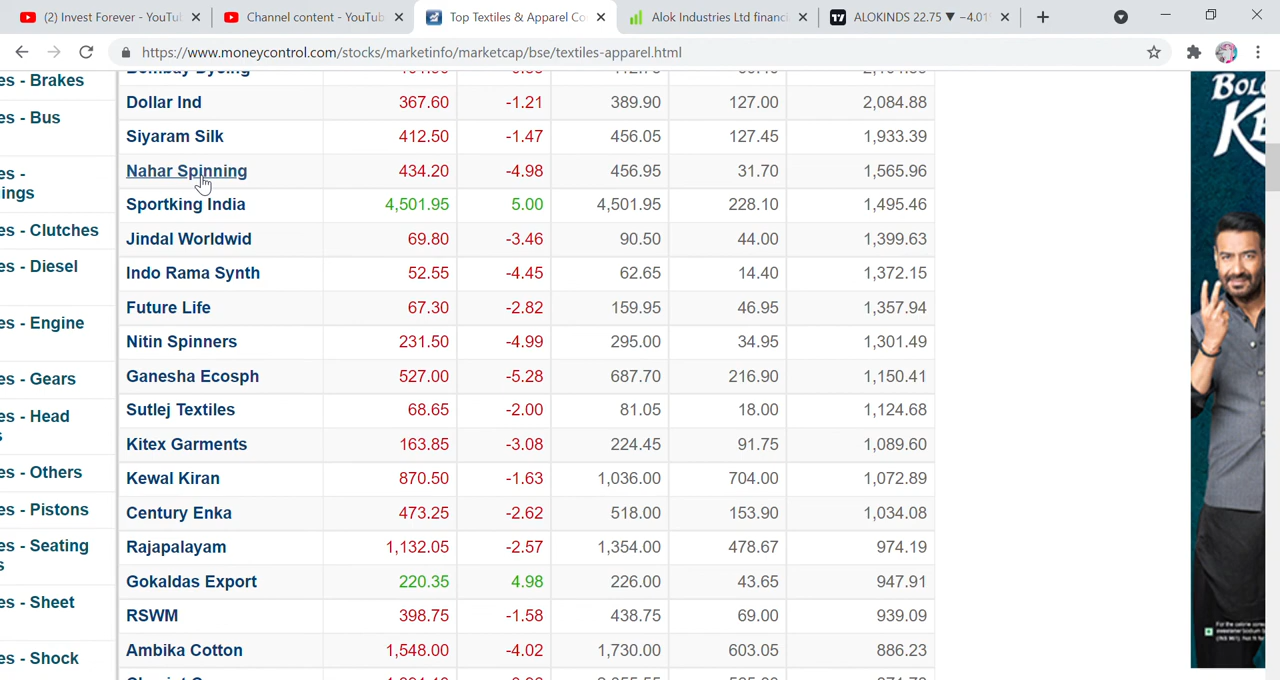 (2) Invest Forever - YouTu
Channel content - YouTub
Top Textiles & Apparel Co
Alok Industries Ltd financi
ALOKINDS 22.75 ▼ −4.01
https://www.moneycontrol.com/stocks/marketinfo/marketcap/bse/textiles-apparel.html
es - Brakes
es - Bus
es -
ings
es - Clutches
es - Diesel
es - Engine
es - Gears
es - Head
s
es - Others
es - Pistons
es - Seating
s
es - Sheet
es - Shock
Dollar Ind 367.60 -1.21 389.90 127.00 2,084.88
Siyaram Silk 412.50 -1.47 456.05 127.45 1,933.39
Nahar Spinning 434.20 -4.98 456.95 31.70 1,565.96
Sportking India 4,501.95 5.00 4,501.95 228.10 1,495.46
Jindal Worldwid 69.80 -3.46 90.50 44.00 1,399.63
Indo Rama Synth 52.55 -4.45 62.65 14.40 1,372.15
Future Life 67.30 -2.82 159.95 46.95 1,357.94
Nitin Spinners 231.50 -4.99 295.00 34.95 1,301.49
Ganesha Ecosph 527.00 -5.28 687.70 216.90 1,150.41
Sutlej Textiles 68.65 -2.00 81.05 18.00 1,124.68
Kitex Garments 163.85 -3.08 224.45 91.75 1,089.60
Kewal Kiran 870.50 -1.63 1,036.00 704.00 1,072.89
Century Enka 473.25 -2.62 518.00 153.90 1,034.08
Rajapalayam 1,132.05 -2.57 1,354.00 478.67 974.19
Gokaldas Export 220.35 4.98 226.00 43.65 947.91
RSWM 398.75 -1.58 438.75 69.00 939.09
Ambika Cotton 1,548.00 -4.02 1,730.00 603.05 886.23
BOL
KE